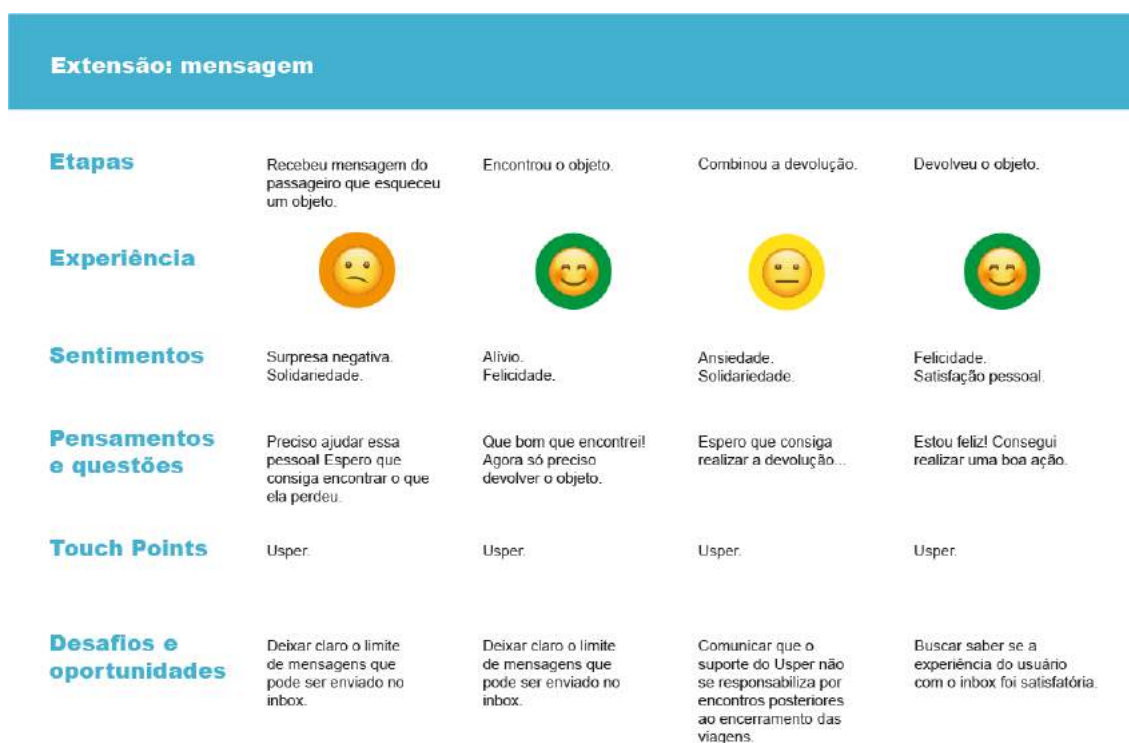 Extensão: mensagem
Etapas
Recebeu mensagem do
passageiro que esqueceu
um objeto.
Encontrou o objeto.
Combinou a devolução.
Devolveu o objeto.
Experiência
Sentimentos
Surpresa negativa.
Solidariedade.
Alívio.
Felicidade.
Ansiedade.
Solidariedade.
Felicidade.
Satisfação pessoal.
Pensamentos
e questões
Preciso ajudar essa
pessoa! Espero que
consiga encontrar o que
ela perdeu.
Que bom que encontrei!
Agora só preciso
devolver o objeto.
Espero que consiga
realizar a devolução...
Estou feliz! Consegui
realizar uma boa ação.
Touch Points
Usper.
Usper.
Usper.
Usper.
Desafios e
oportunidades
Deixar claro o limite
de mensagens que
pode ser enviado no
inbox.
Deixar claro o limite
de mensagens que
pode ser enviado no
inbox.
Comunicar que o
suporte do Usper não
se responsabiliza por
encontros posteriores
ao encerramento das
viagens.
Buscar saber se a
experiência do usuário
com o inbox foi satisfatória.